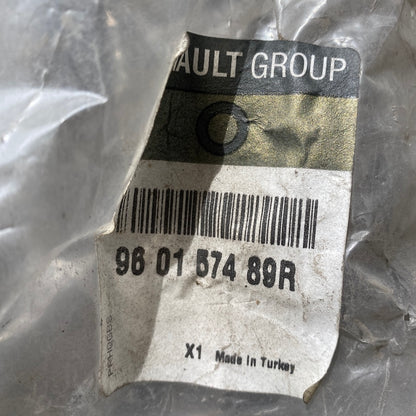 AULT GROUP
96 01 574 89R
X1 Made In Turkey